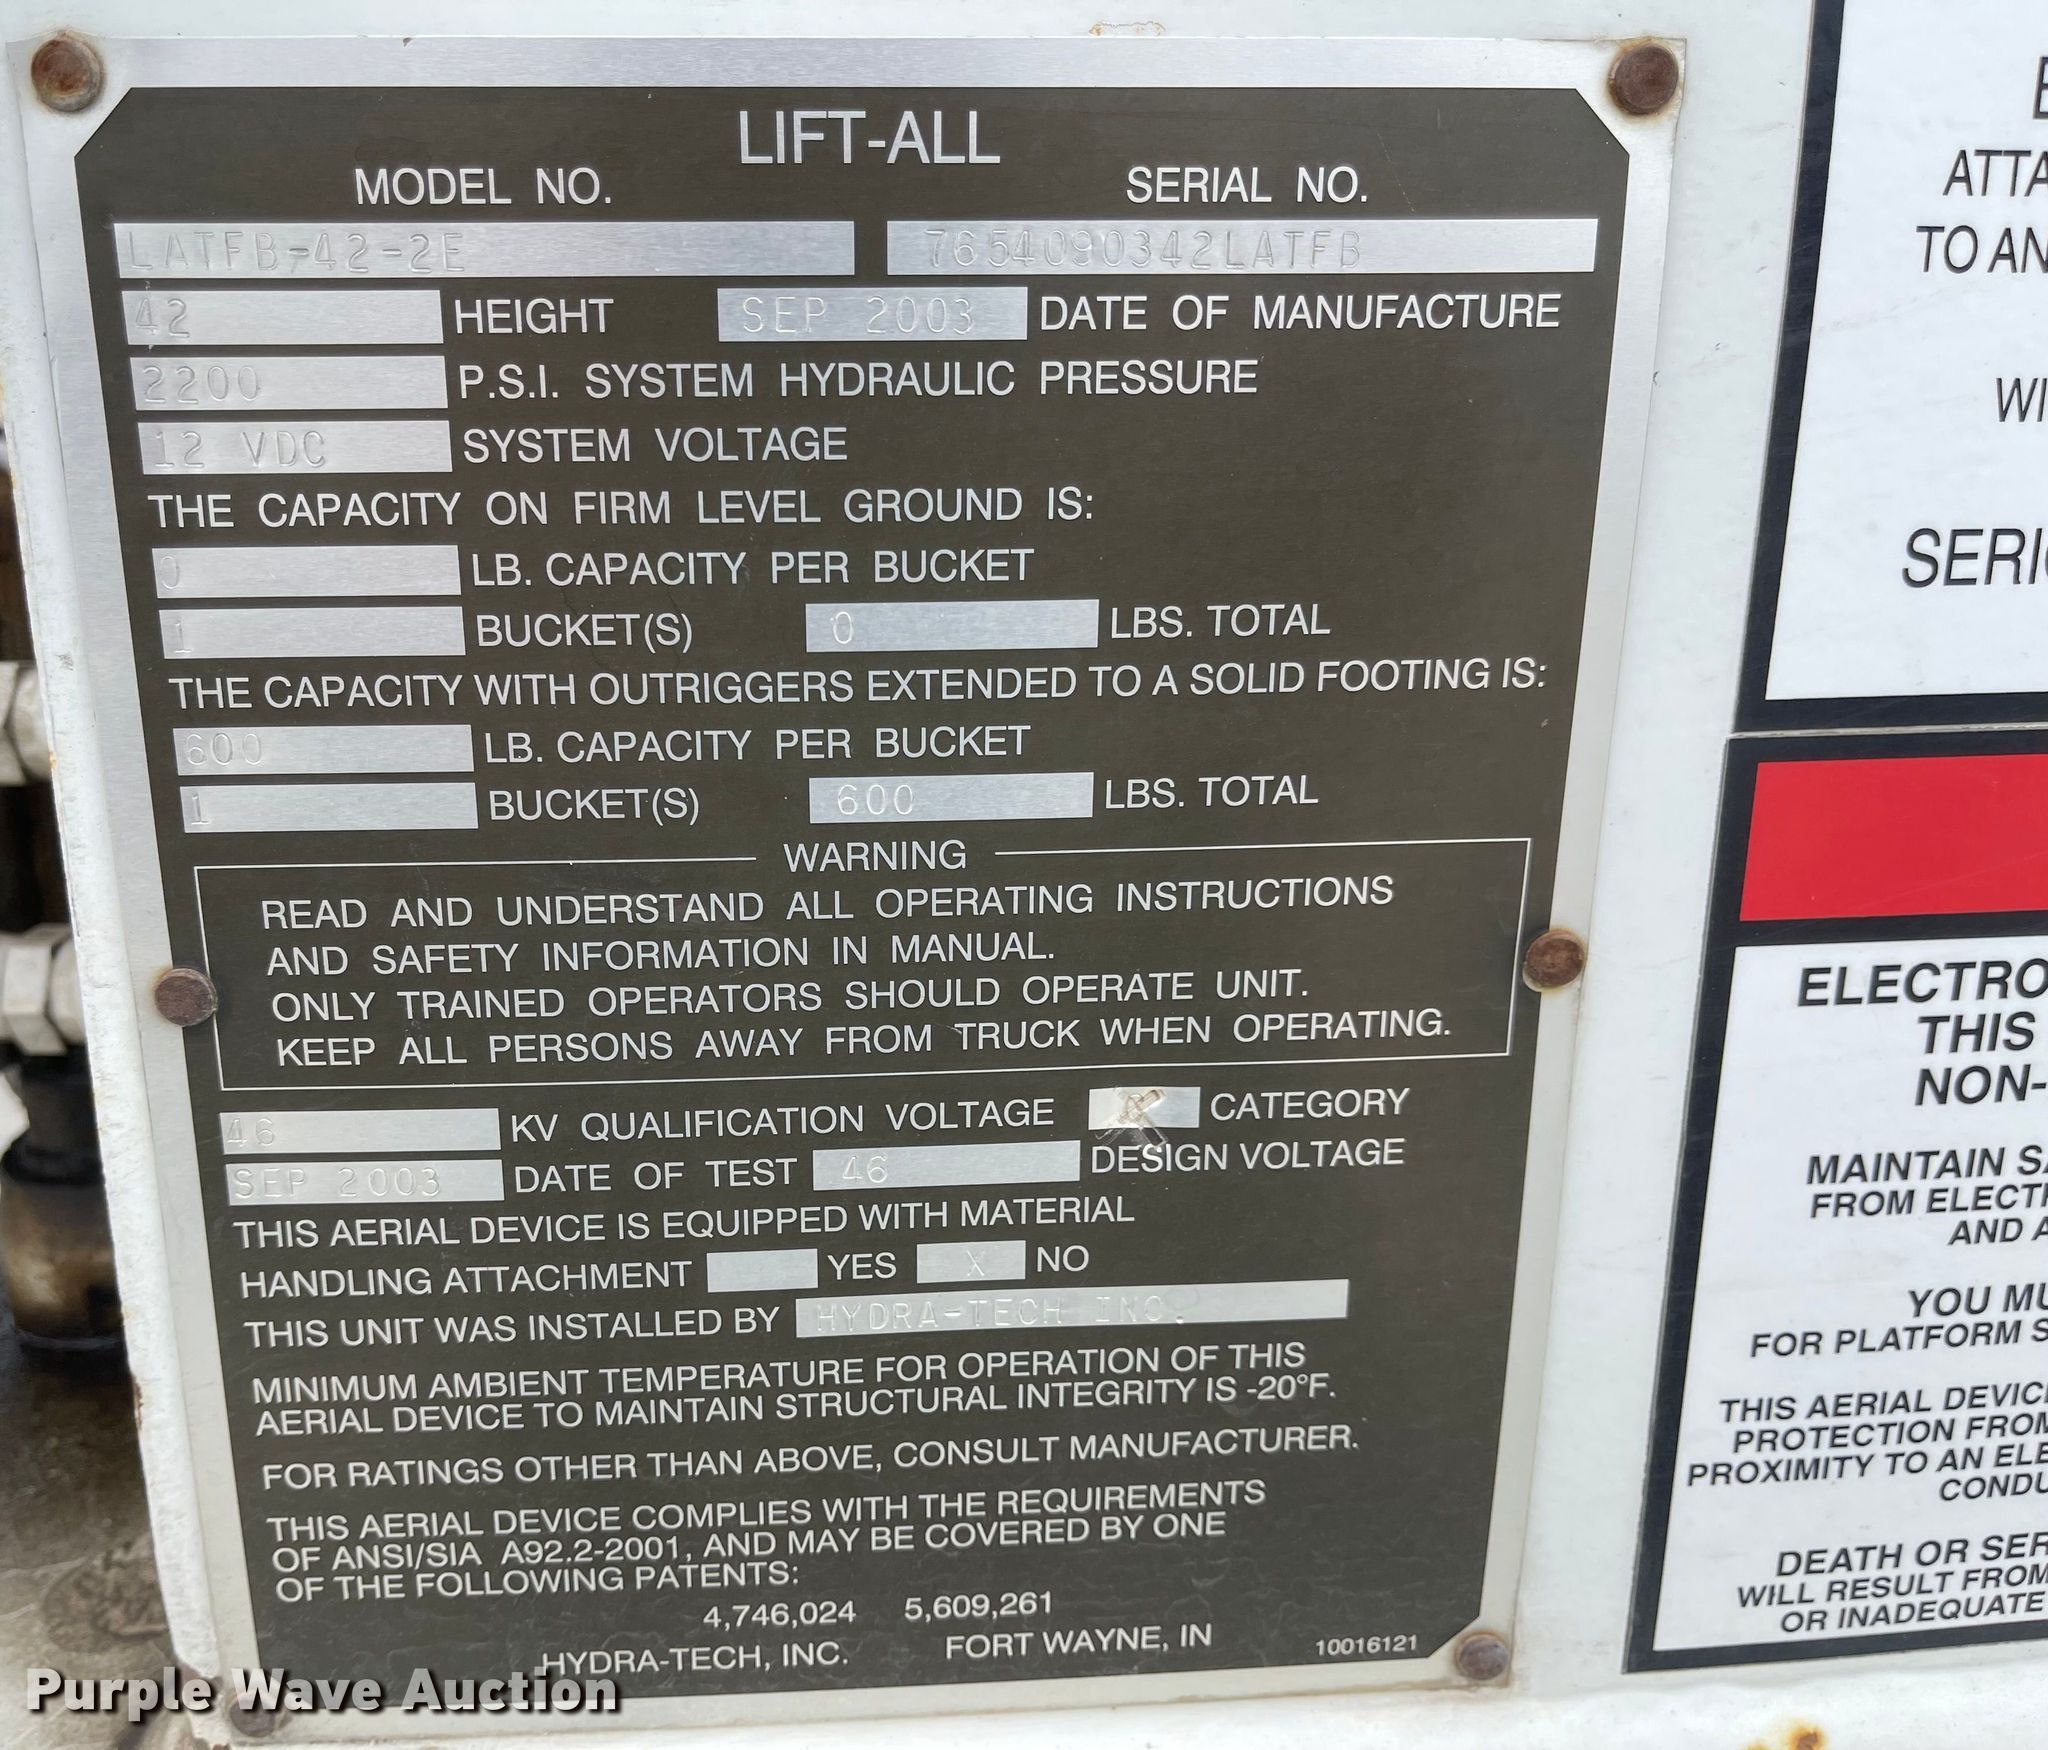 LIFT-ALL
MODEL NO. SERIAL NO.
LATFB-42-2E 7654090342LATFB
42 HEIGHT SEP 2003 DATE OF MANUFACTURE
2200 P.S.I. SYSTEM HYDRAULIC PRESSURE
12 VDC SYSTEM VOLTAGE
THE CAPACITY ON FIRM LEVEL GROUND IS:
0 LB. CAPACITY PER BUCKET
1 BUCKET(S) 0 LBS. TOTAL
THE CAPACITY WITH OUTRIGGERS EXTENDED TO A SOLID FOOTING IS:
600 LB. CAPACITY PER BUCKET
1 BUCKET(S) 600 LBS. TOTAL
WARNING
READ AND UNDERSTAND ALL OPERATING INSTRUCTIONS
AND SAFETY INFORMATION IN MANUAL.
ONLY TRAINED OPERATORS SHOULD OPERATE UNIT.
KEEP ALL PERSONS AWAY FROM TRUCK WHEN OPERATING.
46 KV QUALIFICATION VOLTAGE CATEGORY
SEP 2003 DATE OF TEST 46 DESIGN VOLTAGE
THIS AERIAL DEVICE IS EQUIPPED WITH MATERIAL
HANDLING ATTACHMENT YES X NO
THIS UNIT WAS INSTALLED BY HYDRA-TECH INC.
MINIMUM AMBIENT TEMPERATURE FOR OPERATION OF THIS
AERIAL DEVICE TO MAINTAIN STRUCTURAL INTEGRITY IS -20°F.
FOR RATINGS OTHER THAN ABOVE, CONSULT MANUFACTURER.
THIS AERIAL DEVICE COMPLIES WITH THE REQUIREMENTS
OF ANSI/SIA A92.2-2001, AND MAY BE COVERED BY ONE
OF THE FOLLOWING PATENTS:
4,746,024 5,609,261
HYDRA-TECH, INC. FORT WAYNE, IN 10016121
ATTA
TO AN
WI
SERI
ELECTRO
THIS
NON-
MAINTAIN SA
FROM ELECTR
AND A
YOU MU
FOR PLATFORM S
THIS AERIAL DEVIC
PROTECTION FROM
PROXIMITY TO AN ELE
CONDU
DEATH OR SER
WILL RESULT FROM
OR INADEQUATE
Purple Wave Auction